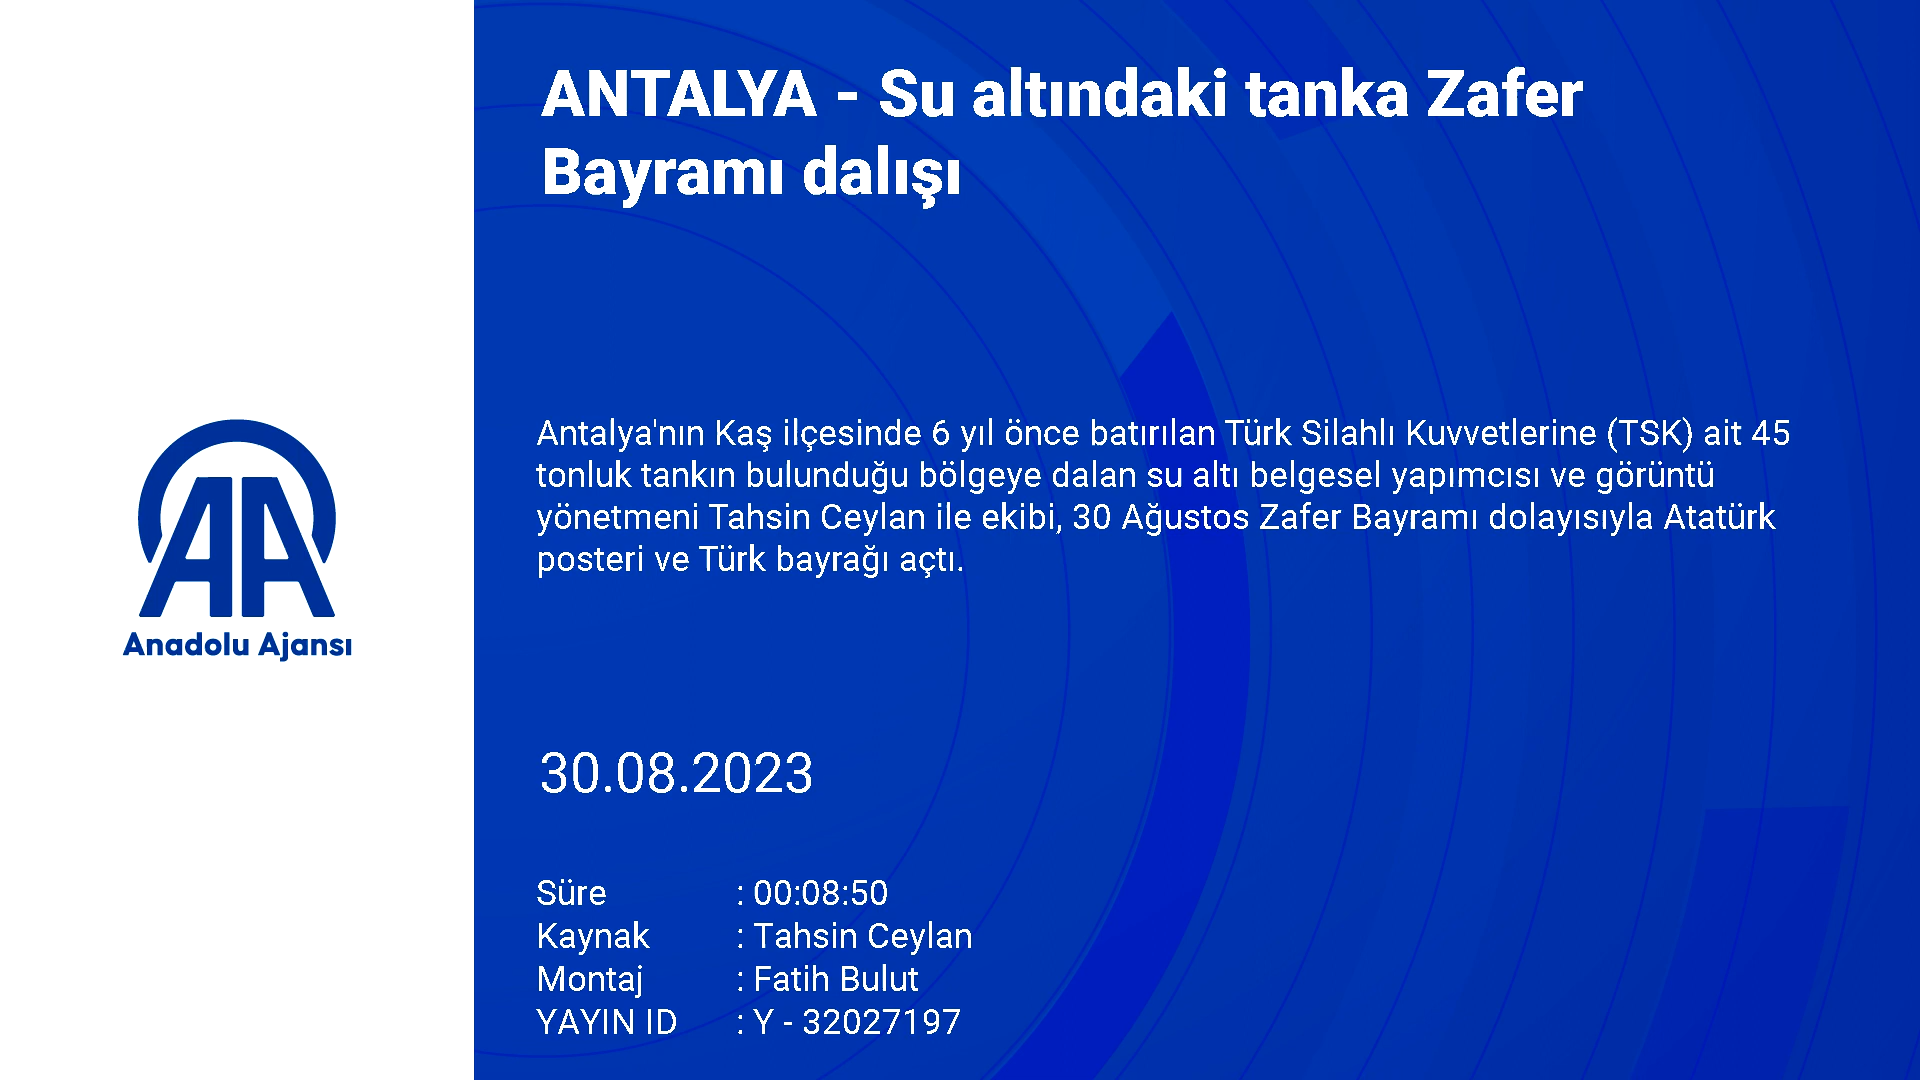 ANTALYA - Su altındaki tanka Zafer
Bayramı dalışı
Antalya'nın Kaş ilçesinde 6 yıl önce batırılan Türk Silahlı Kuvvetlerine (TSK) ait 45
tonluk tankın bulunduğu bölgeye dalan su altı belgesel yapımcısı ve görüntü
yönetmeni Tahsin Ceylan ile ekibi, 30 Ağustos Zafer Bayramı dolayısıyla Atatürk
posteri ve Türk bayrağı açtı.
AA
Anadolu Ajansı
30.08.2023
Süre : 00:08:50
Kaynak : Tahsin Ceylan
Montaj : Fatih Bulut
YAYIN ID : Y - 32027197